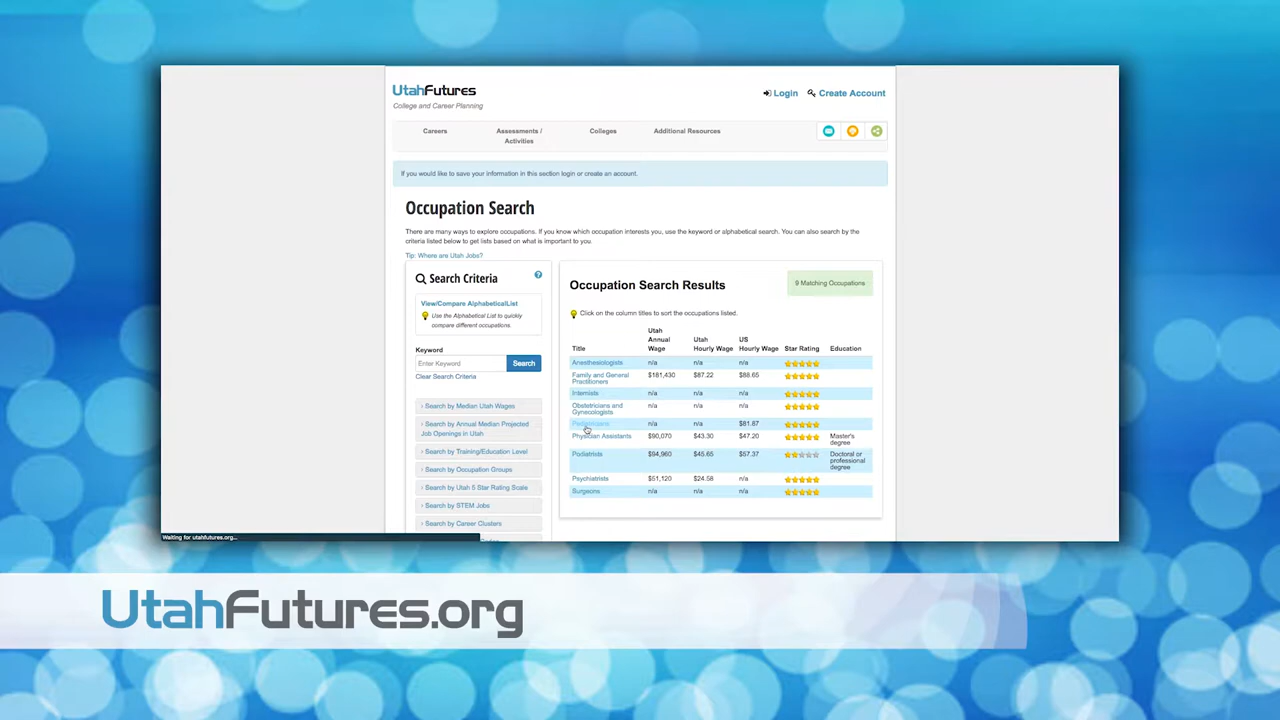 UtahFutures
College and Career Planning
Login Create Account
Careers
Assessments /
Activities
Colleges
Additional Resources
If you would like to save your information in this section login or create an account.
Occupation Search
There are many ways to explore occupations. If you know which occupation interests you, use the keyword or alphabetical search. You can also search by the
criteria listed below to get lists based on what is important to you.
Tip: Where are Utah Jobs?
Search Criteria ?
View/Compare AlphabeticalList
Use the Alphabetical List to quickly
compare different occupations.
Keyword
Enter Keyword Search
Clear Search Criteria
› Search by Median Utah Wages
› Search by Annual Median Projected
Job Openings in Utah
› Search by Training/Education Level
› Search by Occupation Groups
› Search by Utah 5 Star Rating Scale
› Search by STEM Jobs
› Search by Career Clusters
Occupation Search Results
9 Matching Occupations
Click on the column titles to sort the occupations listed.
Title
Utah
Annual
Wage
Utah
Hourly Wage
US
Hourly Wage
Star Rating
Education
Anesthesiologists n/a n/a n/a
Family and General
Practitioners
$181,430 $87.22 $88.65
Internists n/a n/a n/a
Obstetricians and
Gynecologists
n/a n/a n/a
Pediatricians n/a n/a $81.87
Physician Assistants $90,070 $43.30 $47.20
Master's
degree
Podiatrists $94,960 $45.65 $57.37
Doctoral or
professional
degree
Psychiatrists $51,120 $24.58 n/a
Surgeons n/a n/a n/a
Waiting for utahfutures.org...
UtahFutures.org